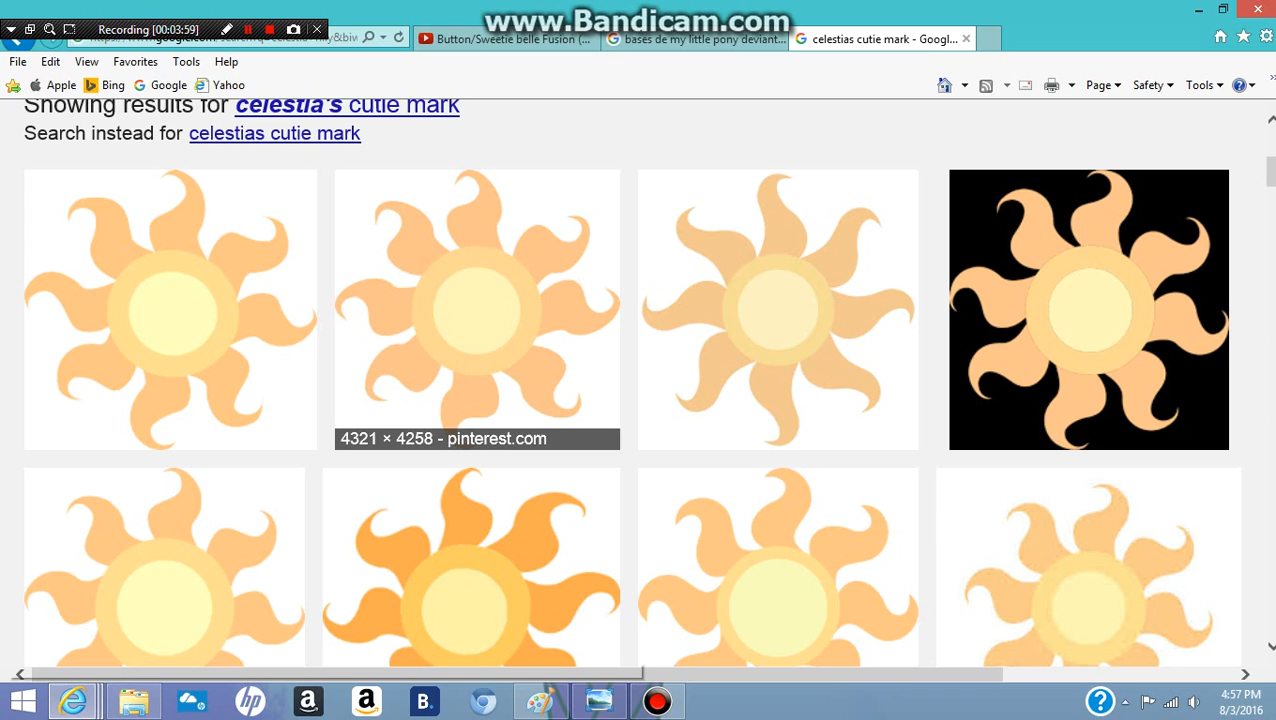 www.Bandicam.com
Recording [00:03:59]
Button/Sweetie belle Fusion (...
bases de my little pony deviant...
celestias cutie mark - Googl...
File Edit View Favorites Tools Help
Apple Bing Google Yahoo
Page Safety Tools
Showing results for celestia's cutie mark
Search instead for celestias cutie mark
4321 × 4258 - pinterest.com
hp a a B.
4:57 PM
8/3/2016